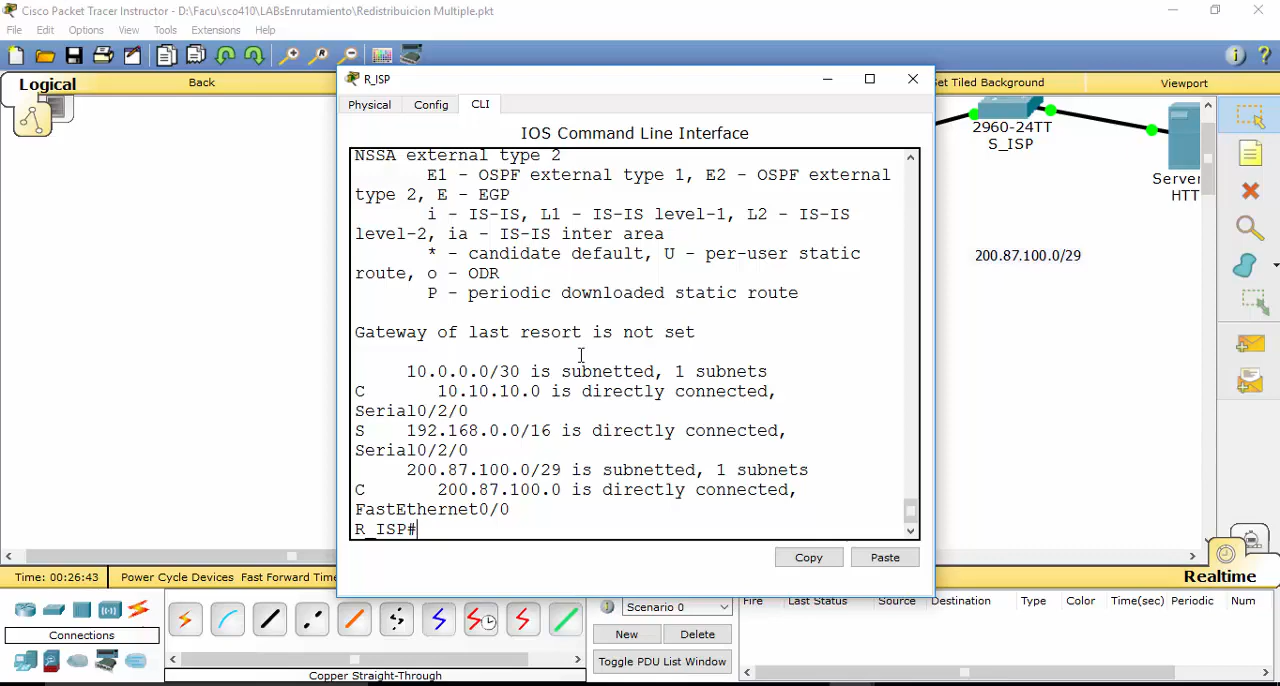 Cisco Packet Tracer Instructor - D:\Facu\sco410\LABsEnrutamiento\Redistribuicion Multiple.pkt
File Edit Options View Tools Extensions Help
Logical
Back
Set Tiled Background
Viewport
R_ISP
Physical Config CLI
IOS Command Line Interface
NSSA external type 2
E1 - OSPF external type 1, E2 - OSPF external
type 2, E - EGP
i - IS-IS, L1 - IS-IS level-1, L2 - IS-IS
level-2, ia - IS-IS inter area
* - candidate default, U - per-user static
route, o - ODR
P - periodic downloaded static route
Gateway of last resort is not set
10.0.0.0/30 is subnetted, 1 subnets
C 10.10.10.0 is directly connected,
Serial0/2/0
S 192.168.0.0/16 is directly connected,
Serial0/2/0
200.87.100.0/29 is subnetted, 1 subnets
C 200.87.100.0 is directly connected,
FastEthernet0/0
R_ISP#
Copy Paste
2960-24TT
S_ISP
Server
HTT
200.87.100.0/29
Time: 00:26:43 Power Cycle Devices Fast Forward Time
Realtime
Connections
Copper Straight-Through
Scenario 0
New Delete
Toggle PDU List Window
Fire Last Status Source Destination Type Color Time(sec) Periodic Num